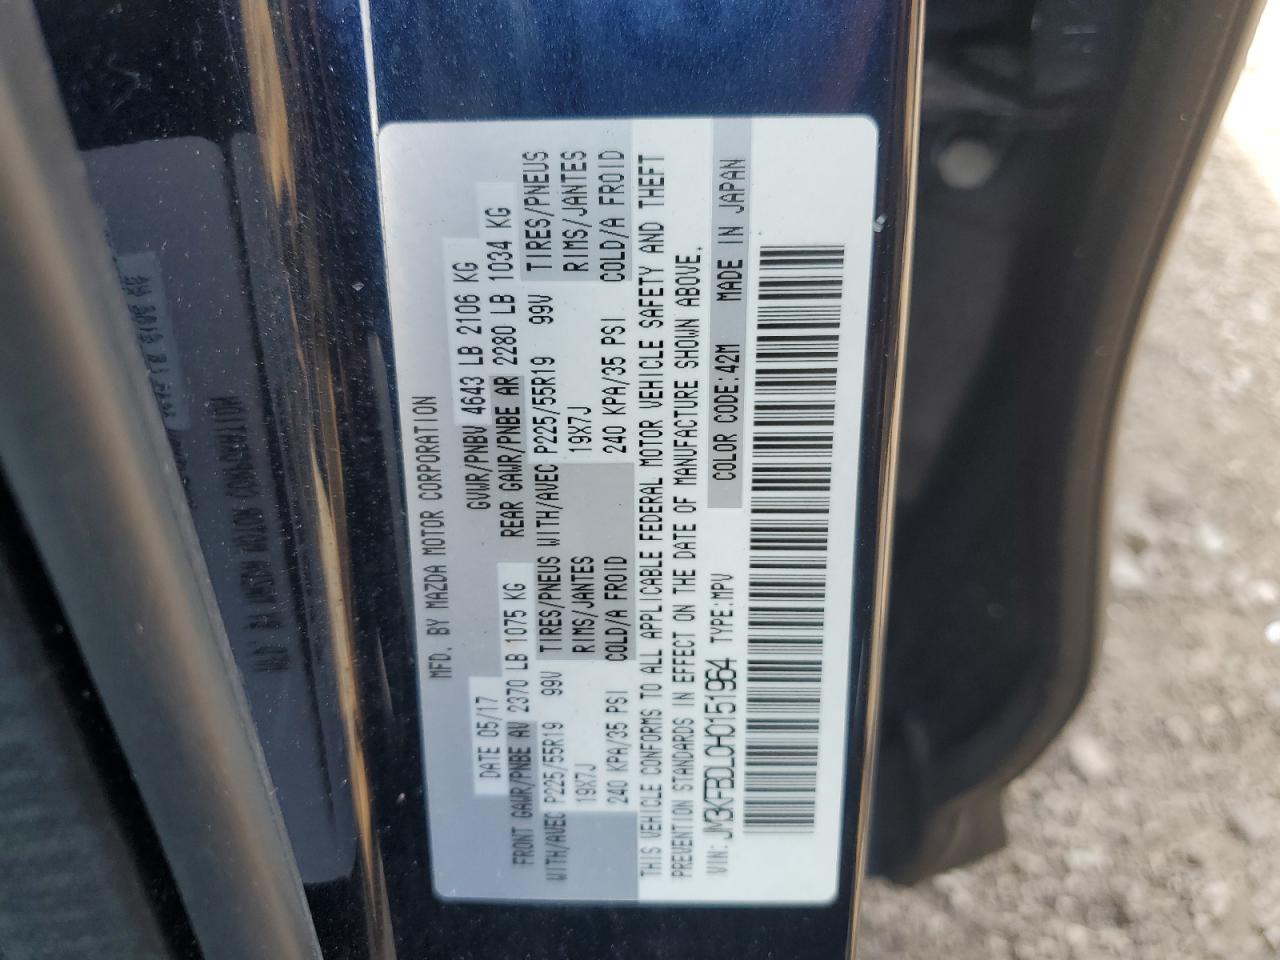 MFD. BY MAZDA MOTOR CORPORATION
DATE 05/17 GVWR/PNBV 4643 LB 2106 KG
FRONT GAWR/PNBE AV 2370 LB 1075 KG REAR GAWR/PNBE AR 2280 LB 1034 KG
WITH/AVEC P225/55R19 99V TIRES/PNEUS WITH/AVEC P225/55R19 99V TIRES/PNEUS
19X7J RIMS/JANTES 19X7J RIMS/JANTES
240 KPA/35 PSI COLD/A FROID 240 KPA/35 PSI COLD/A FROID
THIS VEHICLE CONFORMS TO ALL APPLICABLE FEDERAL MOTOR VEHICLE SAFETY AND THEFT
PREVENTION STANDARDS IN EFFECT ON THE DATE OF MANUFACTURE SHOWN ABOVE.
VIN: JM3KFBDL0H0151964 TYPE:MPV COLOR CODE:42M MADE IN JAPAN